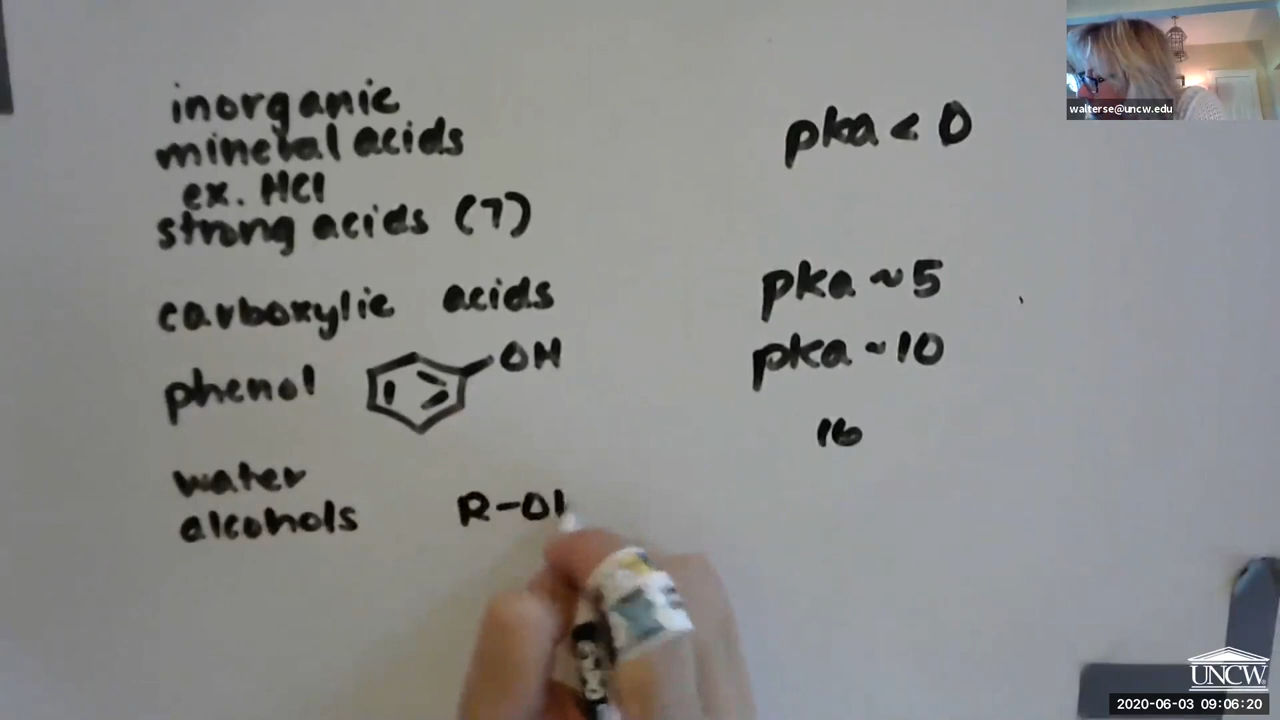 inorganic
mineral acids
ex. HCl
strong acids (7)
pka < 0
carboxylic acids
pka ~ 5
phenol
OH
pka ~ 10
16
water
alcohols
R-OH
walterse@uncw.edu
UNCW
2020-06-03 09:06:20